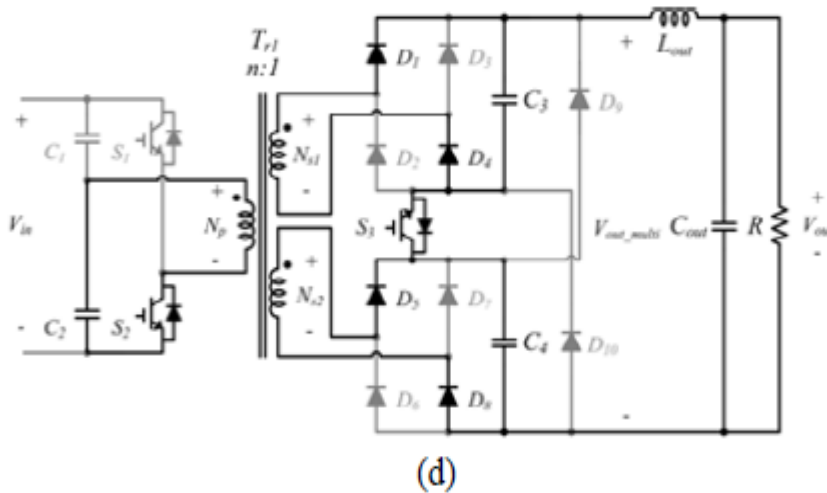 T_r1
n:1
+
V_in
-
C_1
S_1
C_2
S_2
+
N_p
-
+
N_s1
-
+
N_s2
-
D_1
D_3
D_2
D_4
C_3
D_9
S_3
D_5
D_7
D_6
D_8
C_4
D_10
+
V_out_multi
-
L_out
C_out
R
+
V_ou
-
(d)